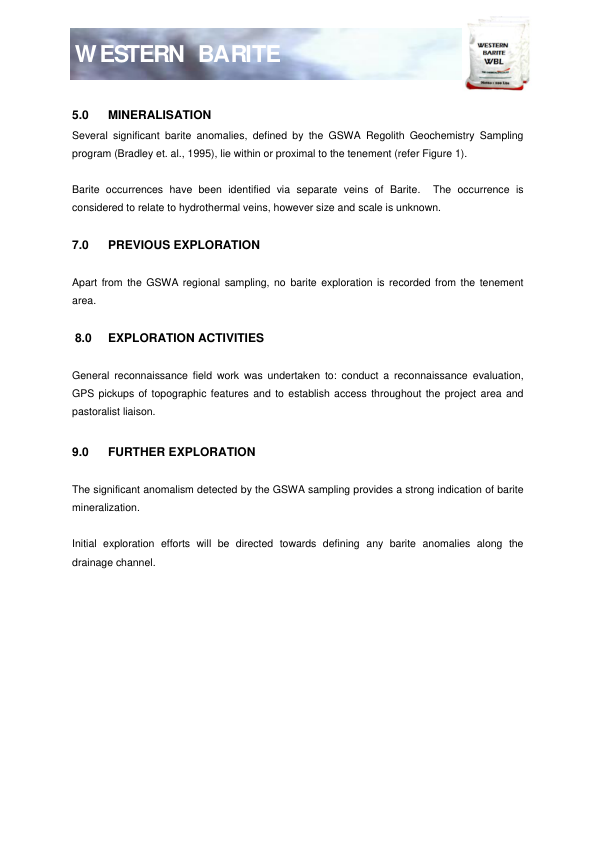 WESTERN BARITE
WESTERN
BARITE
WBL
5.0 MINERALISATION
Several significant barite anomalies, defined by the GSWA Regolith Geochemistry Sampling
program (Bradley et. al., 1995), lie within or proximal to the tenement (refer Figure 1).
Barite occurrences have been identified via separate veins of Barite.  The occurrence is
considered to relate to hydrothermal veins, however size and scale is unknown.
7.0 PREVIOUS EXPLORATION
Apart from the GSWA regional sampling, no barite exploration is recorded from the tenement
area.
8.0 EXPLORATION ACTIVITIES
General reconnaissance field work was undertaken to: conduct a reconnaissance evaluation,
GPS pickups of topographic features and to establish access throughout the project area and
pastoralist liaison.
9.0 FURTHER EXPLORATION
The significant anomalism detected by the GSWA sampling provides a strong indication of barite
mineralization.
Initial exploration efforts will be directed towards defining any barite anomalies along the
drainage channel.